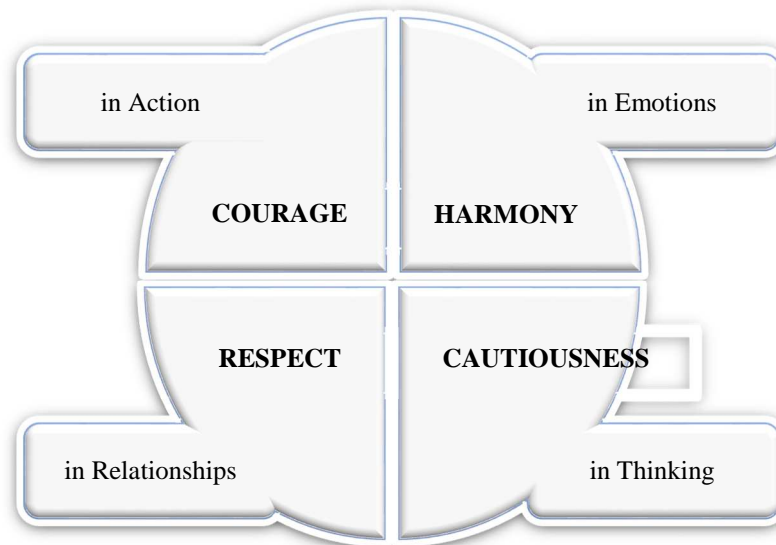 in Action
in Emotions
COURAGE
HARMONY
RESPECT
CAUTIOUSNESS
in Relationships
in Thinking